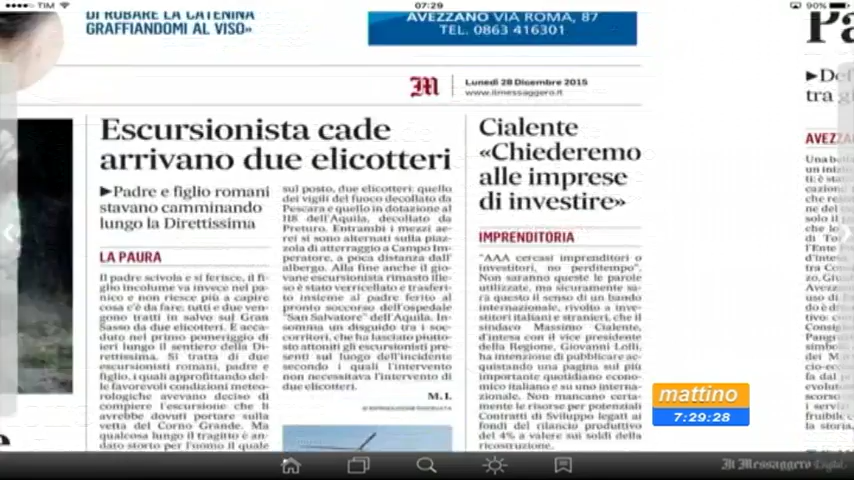 TIM
07:29
90%
DI RUBARE LA CATENINA
GRAFFIANDOMI AL VISO»
AVEZZANO VIA ROMA, 87
TEL. 0863 416301
M
Lunedì 28 Dicembre 2015
www.ilmessaggero.it
Escursionista cade
arrivano due elicotteri
►Padre e figlio romani
stavano camminando
lungo la Direttissima
LA PAURA
Il padre scivola e si ferisce, il fi-
glio incolume va invece nel pa-
nico e non riesce più a capire
cosa c'è da fare, tutti e due ven-
gono tratti in salvo sul Gran
Sasso da due elicotteri. È acca-
duto nel primo pomeriggio di
ieri lungo il sentiero della Di-
rettissima. Si tratta di due
escursionisti romani, padre e
figlio, i quali approfittando del-
le favorevoli condizioni meteo-
rologiche avevano deciso di
compiere l'escursione che li
avrebbe dovuti portare sulla
vetta del Corno Grande. Ma
qualcosa lungo il tragitto è an-
dato storto per l'uomo il quale
sul posto, due elicotteri: quello
dei vigili del fuoco decollato da
Pescara e quello in dotazione al
118 dell'Aquila, decollato da
Preturo. Entrambi i mezzi ae-
rei si sono alternati sulla piaz-
zola di atterraggio a Campo Im-
peratore, a poca distanza dall'
albergo. Alla fine anche il gio-
vane escursionista rimasto ille-
so è stato verricellato e trasferi-
to insieme al padre ferito al
pronto soccorso dell'ospedale
"San Salvatore" dell'Aquila. In-
somma un disguido tra i soc-
corritori, che ha lasciato piutto-
sto attoniti gli escursionisti pre-
senti sul luogo dell'incidente
secondo i quali l'intervento
non necessitava l'intervento di
due elicotteri.
M. I.
© RIPRODUZIONE RISERVATA
Cialente
«Chiederemo
alle imprese
di investire»
IMPRENDITORIA
"AAA cercasi imprenditori o
investitori, no perditempo".
Non saranno queste le parole
utilizzate, ma sicuramente sa-
rà questo il senso di un bando
internazionale, rivolto a inve-
stitori italiani e stranieri, che il
sindaco Massimo Cialente,
d'intesa con il vice presidente
della Regione, Giovanni Lolli,
ha intenzione di pubblicare ac-
quistando una pagina sul più
importante quotidiano econo-
mico italiano e su uno interna-
zionale. Non mancano certa-
mente le risorse per potenziali
Contratti di Sviluppo legati ai
fondi del rilancio produttivo
del 4% a valere sui soldi della
ricostruzione.
►Def
tra gi
mattino
7:29:28
Il Messaggero Digital